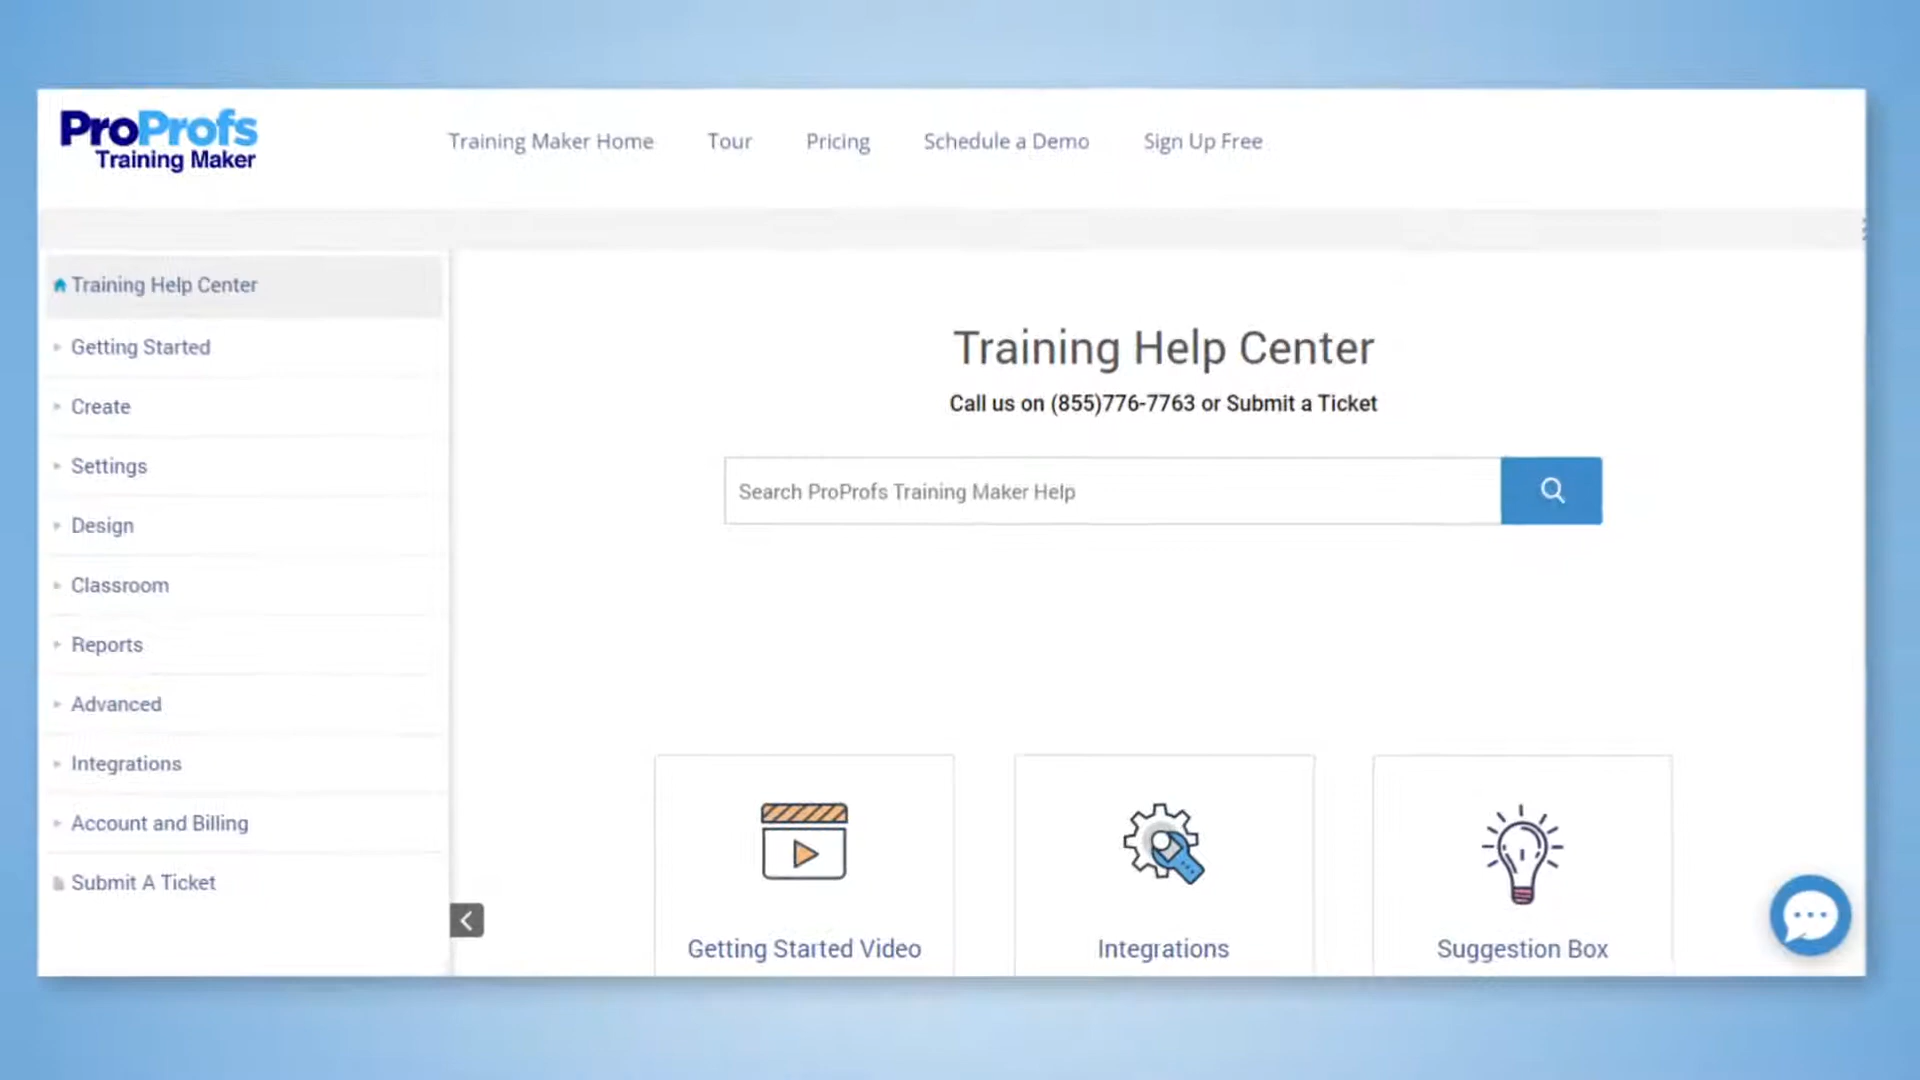 ProProfs
Training Maker
Training Maker Home
Tour
Pricing
Schedule a Demo
Sign Up Free
Training Help Center
Getting Started
Create
Settings
Design
Classroom
Reports
Advanced
Integrations
Account and Billing
Submit A Ticket
Training Help Center
Call us on (855)776-7763 or Submit a Ticket
Search ProProfs Training Maker Help
Getting Started Video
Integrations
Suggestion Box